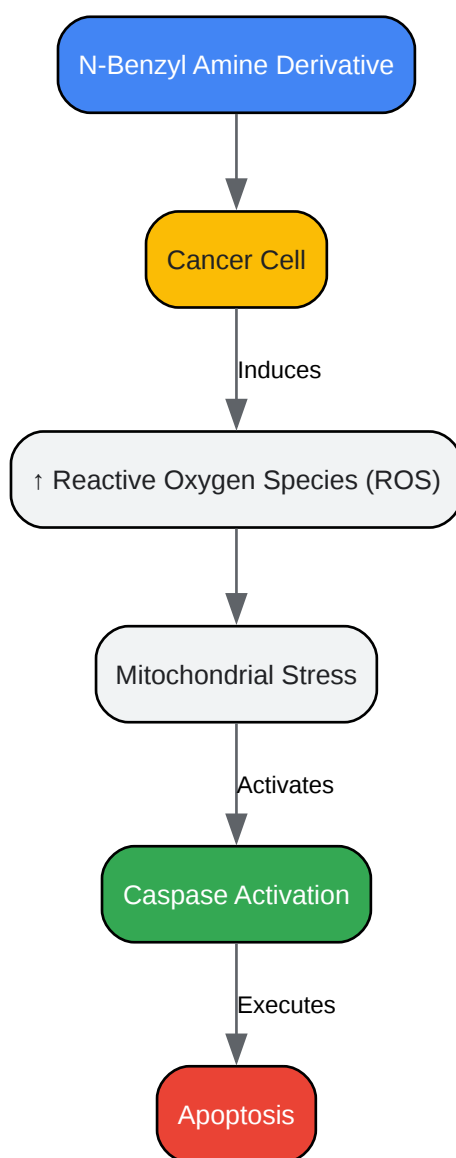 N-Benzyl Amine Derivative
Cancer Cell
Induces
↑ Reactive Oxygen Species (ROS)
Mitochondrial Stress
Activates
Caspase Activation
Executes
Apoptosis